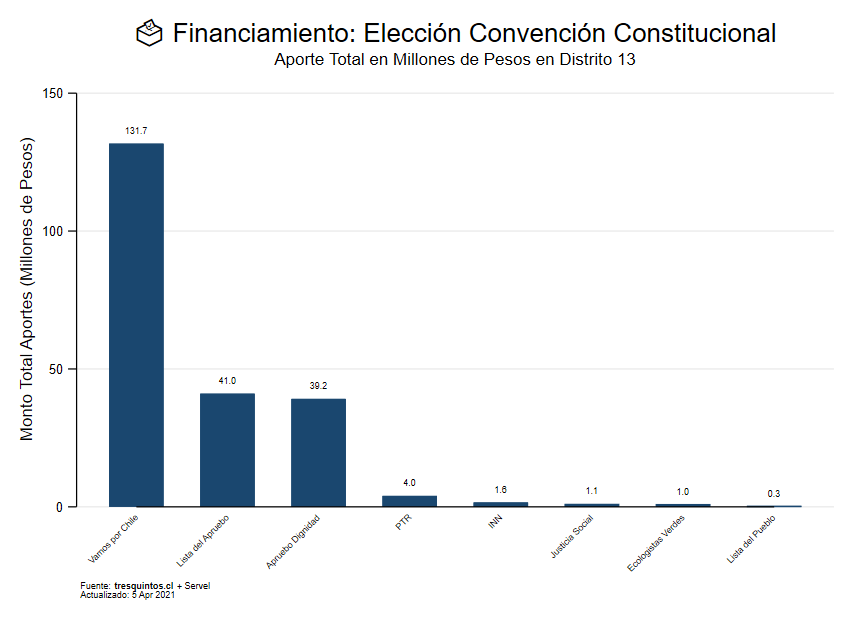 Financiamiento: Elección Convención Constitucional
Aporte Total en Millones de Pesos en Distrito 13
Monto Total Aportes (Millones de Pesos)
150
100
50
0
131.7
41.0
39.2
4.0
1.6
1.1
1.0
0.3
Vamos por Chile
Lista del Apruebo
Apruebo Dignidad
PTR
INN
Justicia Social
Ecologistas Verdes
Lista del Pueblo
Fuente: tresquintos.cl + Servel
Actualizado: 5 Apr 2021